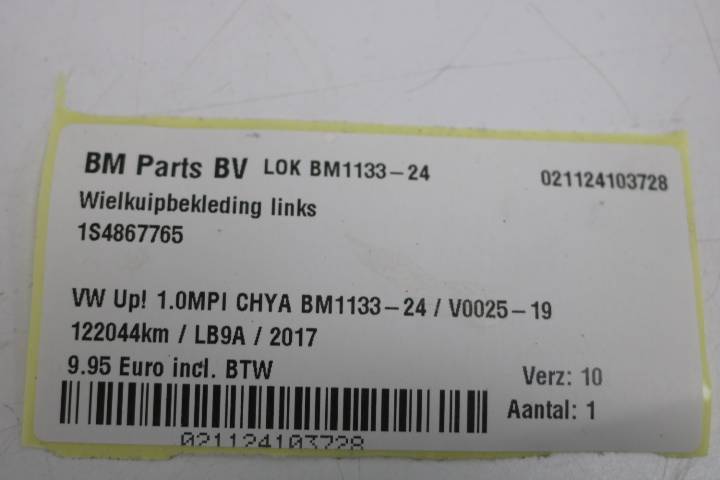 BM Parts BV LOK BM1133-24 021124103728
Wielkuipbekleding links
1S4867765
VW Up! 1.0MPI CHYA BM1133-24 / V0025-19
122044km / LB9A / 2017
9.95 Euro incl. BTW
Verz: 10
Aantal: 1
021124103728